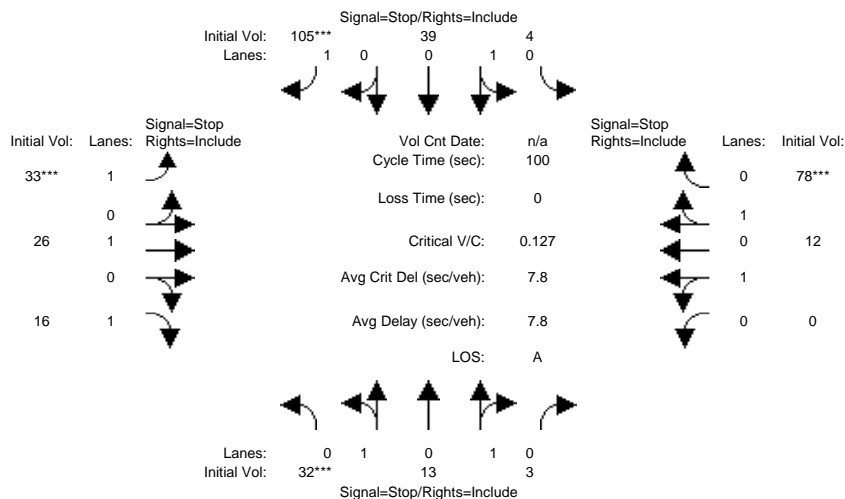 Signal=Stop/Rights=Include
Initial Vol: 105*** 39 4
Lanes: 1 0 0 1 0
Signal=Stop
Initial Vol: Lanes: Rights=Include
Vol Cnt Date: n/a
Signal=Stop
Rights=Include Lanes: Initial Vol:
Cycle Time (sec): 100
33*** 1
0 78***
Loss Time (sec): 0
0
1
26 1
Critical V/C: 0.127
0 12
0
Avg Crit Del (sec/veh): 7.8
1
16 1
Avg Delay (sec/veh): 7.8
0 0
LOS: A
Lanes: 0 1 0 1 0
Initial Vol: 32*** 13 3
Signal=Stop/Rights=Include